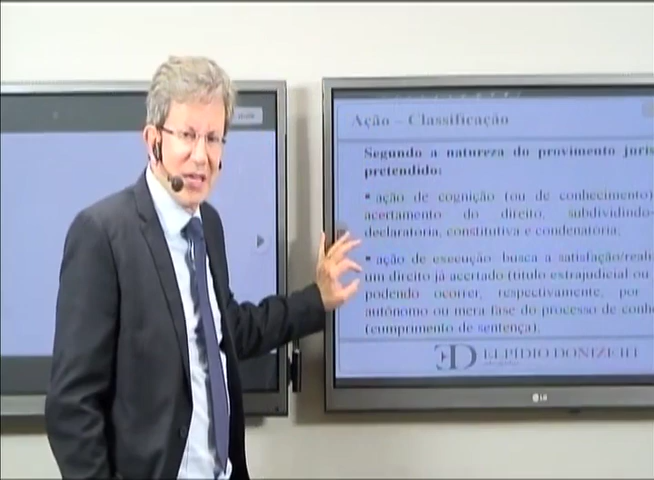 Ação – Classificação
Segundo a natureza do provimento juris
pretendido:
ação de cognição (ou de conhecimento)
acertamento do direito, subdividindo-
declaratoria, constitutiva e condenatória;
ação de execução busca a satisfação/reali
um direito já acertado (título extrajudicial ou
podendo ocorrer, respectivamente, por
autônomo ou mera fase do processo de conhe
(cumprimento de sentença).
ED ELPÍDIO DONIZETTI
LG